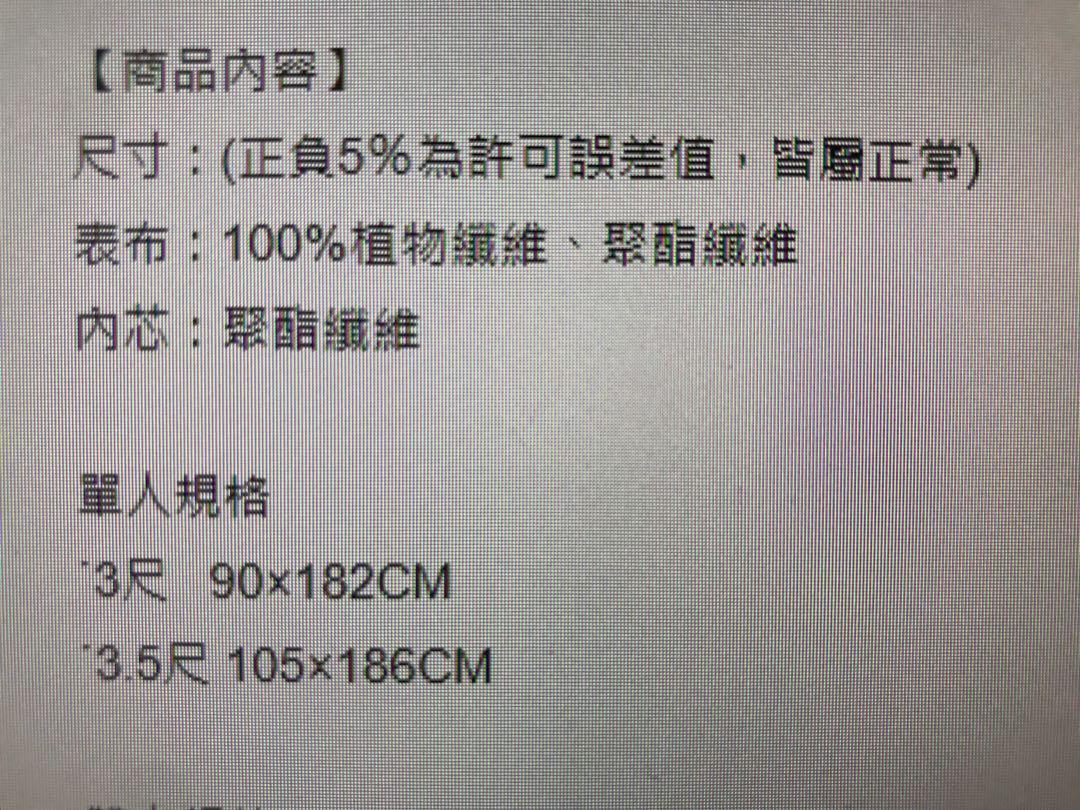 【商品內容】
尺寸：(正負5%為許可誤差值，皆屬正常)
表布：100%植物纖維、聚酯纖維
內芯：聚酯纖維
單人規格
˙3尺 90×182CM
˙3.5尺 105×186CM